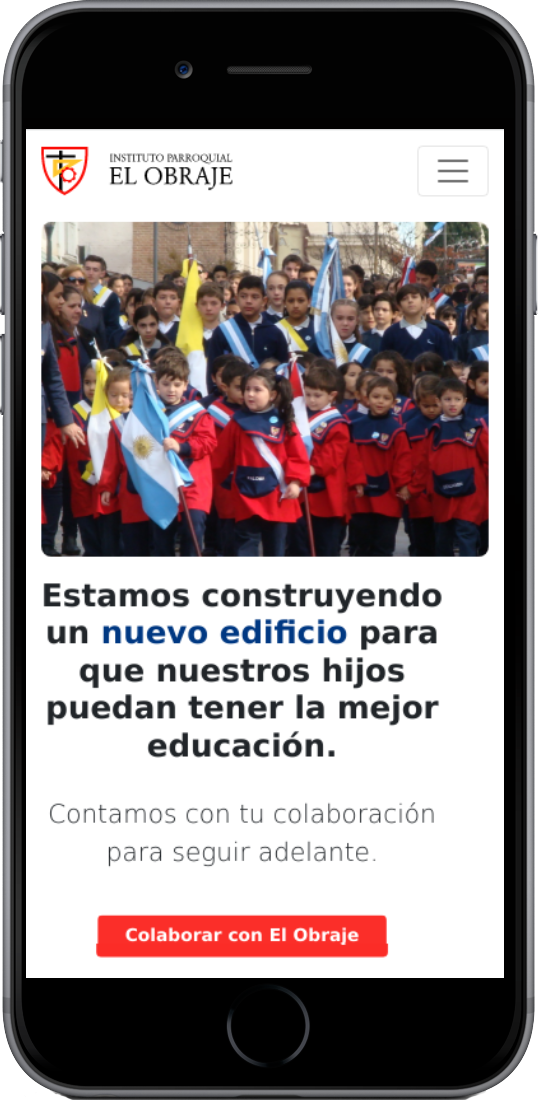 INSTITUTO PARROQUIAL
EL OBRAJE
Estamos construyendo
un nuevo edificio para
que nuestros hijos
puedan tener la mejor
educación.
Contamos con tu colaboración
para seguir adelante.
Colaborar con El Obraje